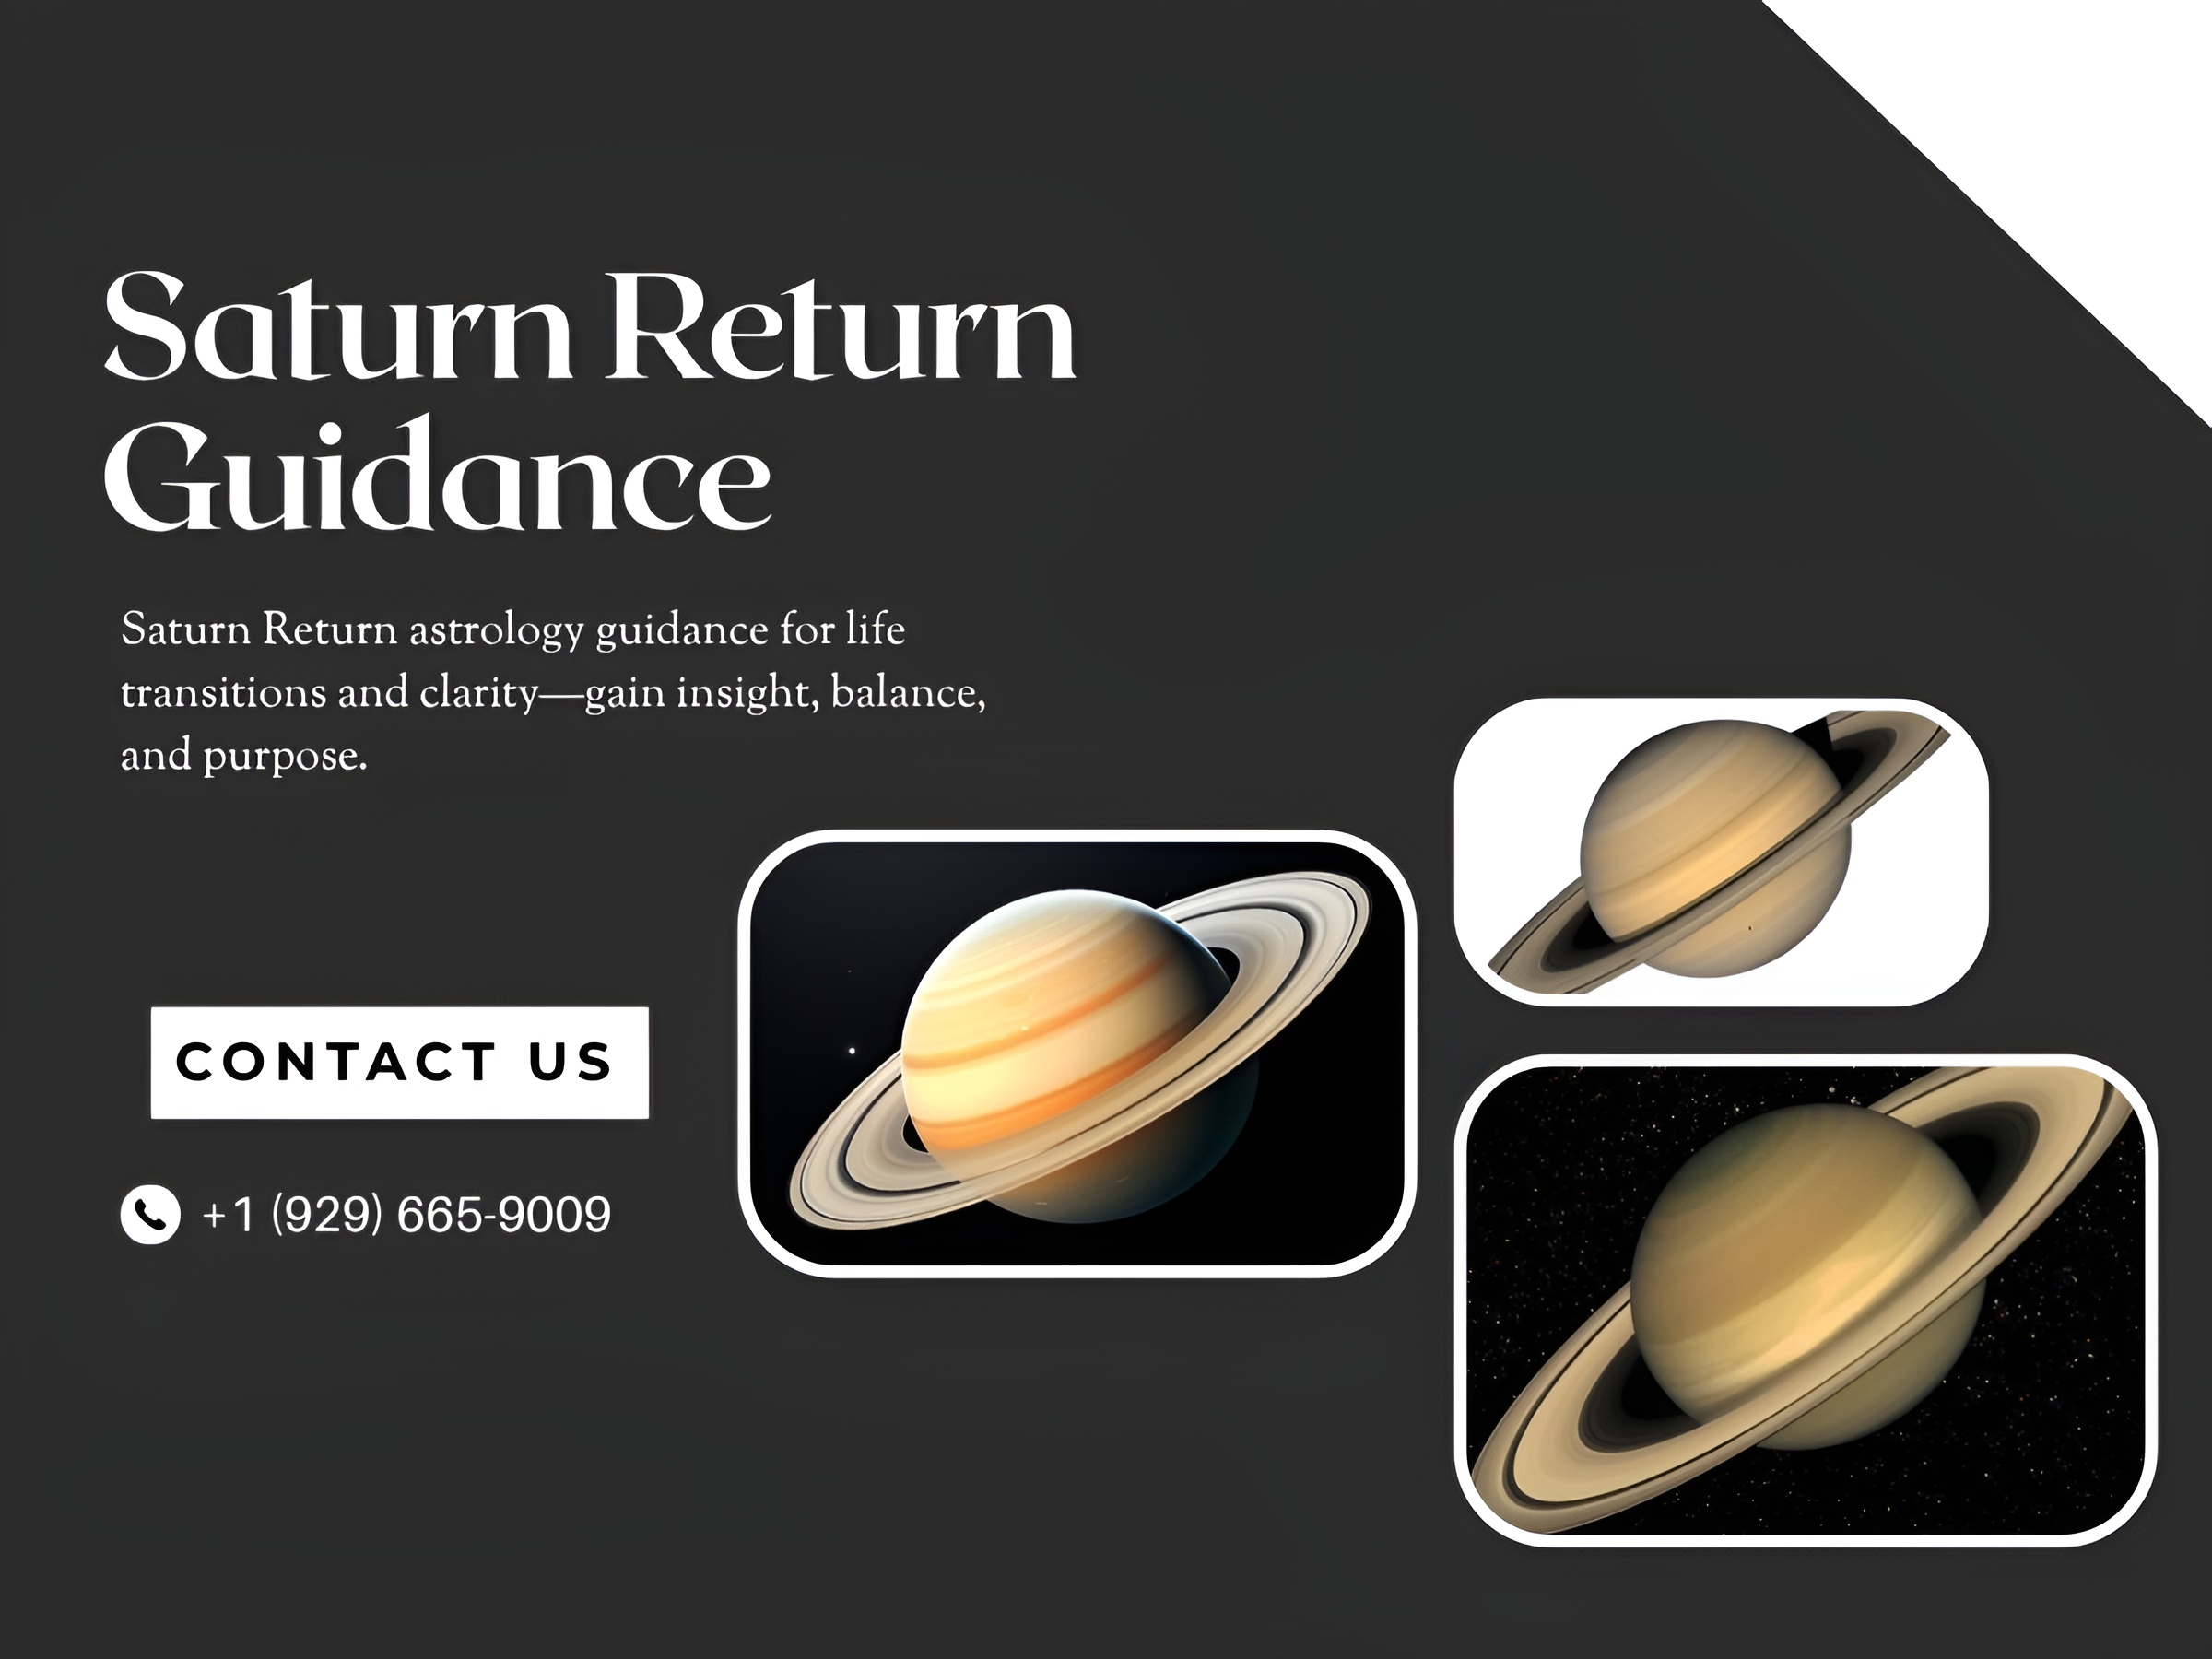 Saturn Return
Guidance
Saturn Return astrology guidance for life
transitions and clarity—gain insight, balance,
and purpose.
CONTACT US
+1 (929) 665-9009